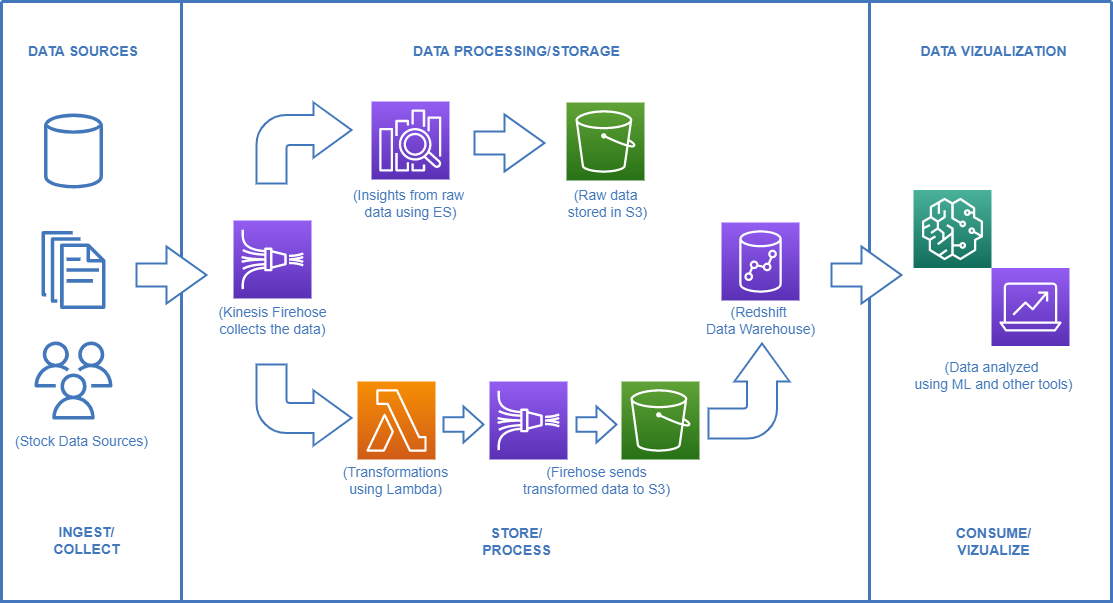 DATA SOURCES
DATA PROCESSING/STORAGE
DATA VIZUALIZATION
(Insights from raw
data using ES)
(Raw data
stored in S3)
(Kinesis Firehose
collects the data)
(Redshift
Data Warehouse)
(Data analyzed
using ML and other tools)
(Stock Data Sources)
(Transformations
using Lambda)
(Firehose sends
transformed data to S3)
INGEST/
COLLECT
STORE/
PROCESS
CONSUME/
VIZUALIZE